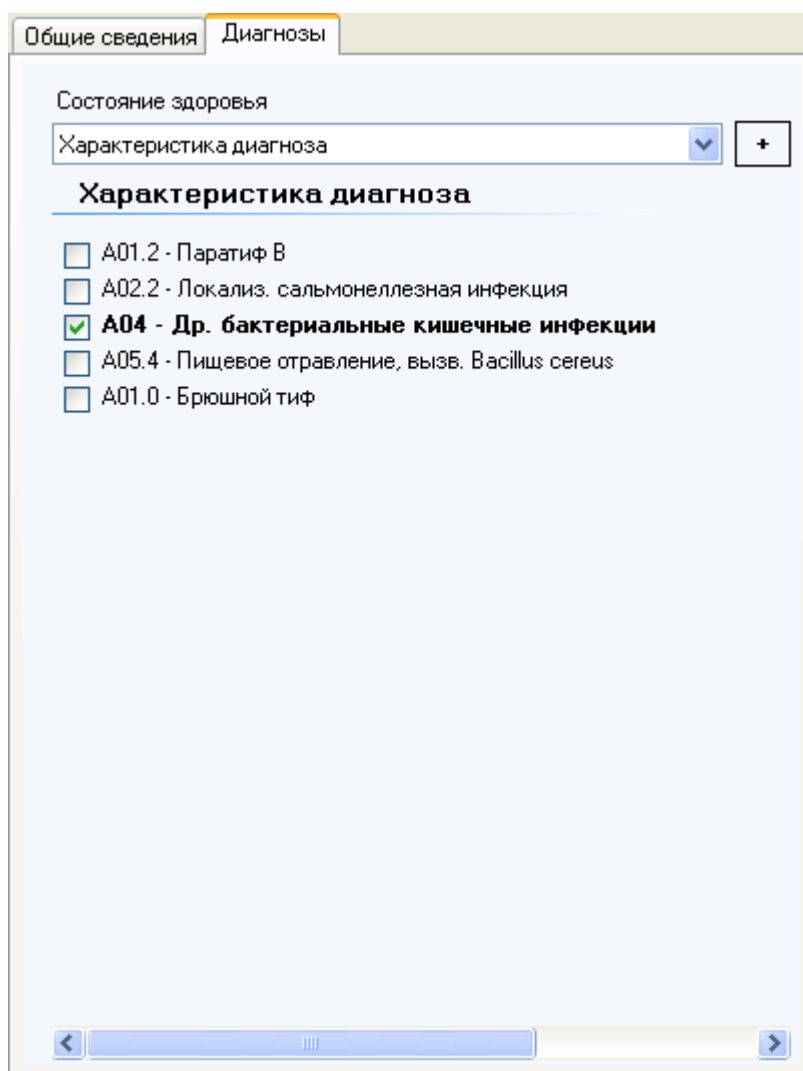 Общие сведения Диагнозы
Состояние здоровья
Характеристика диагноза +
Характеристика диагноза
A01.2 - Паратиф B
A02.2 - Локализ. сальмонеллезная инфекция
A04 - Др. бактериальные кишечные инфекции
A05.4 - Пищевое отравление, вызв. Bacillus cereus
A01.0 - Брюшной тиф